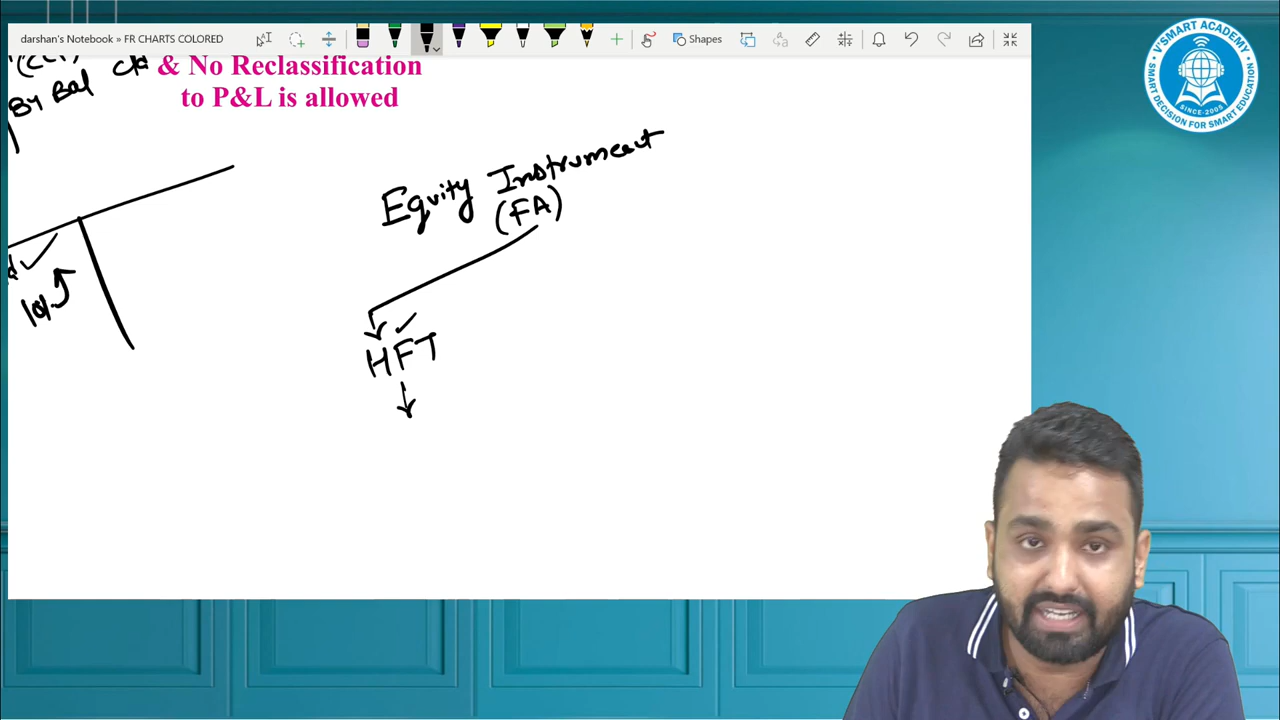 darshan's Notebook » FR CHARTS COLORED
Shapes
& No Reclassification
to P&L is allowed
By Bal c/d
Equity Instrument
(FA)
HFT
V'SMART ACADEMY
SMART DECISION FOR SMART EDUCATION
SINCE-2005